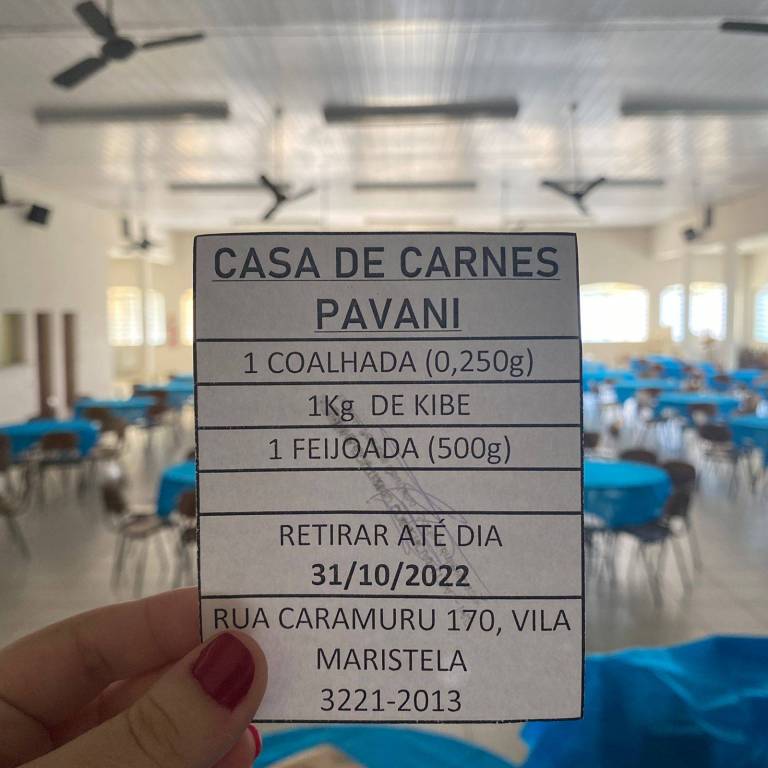 CASA DE CARNES
PAVANI
1 COALHADA (0,250g)
1Kg DE KIBE
1 FEIJOADA (500g)
RETIRAR ATÉ DIA
31/10/2022
RUA CARAMURU 170, VILA
MARISTELA
3221-2013